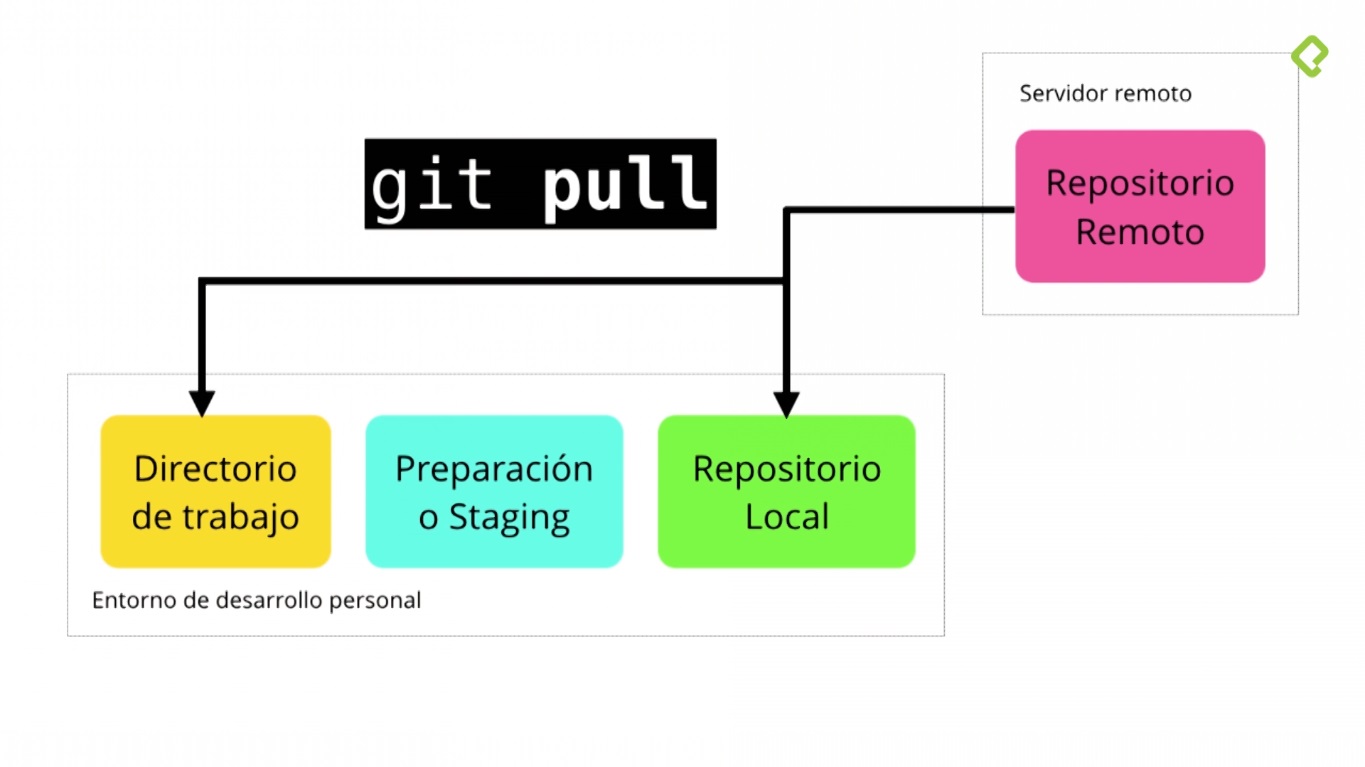 Servidor remoto
git pull
Repositorio
Remoto
Directorio
de trabajo
Preparación
o Staging
Repositorio
Local
Entorno de desarrollo personal